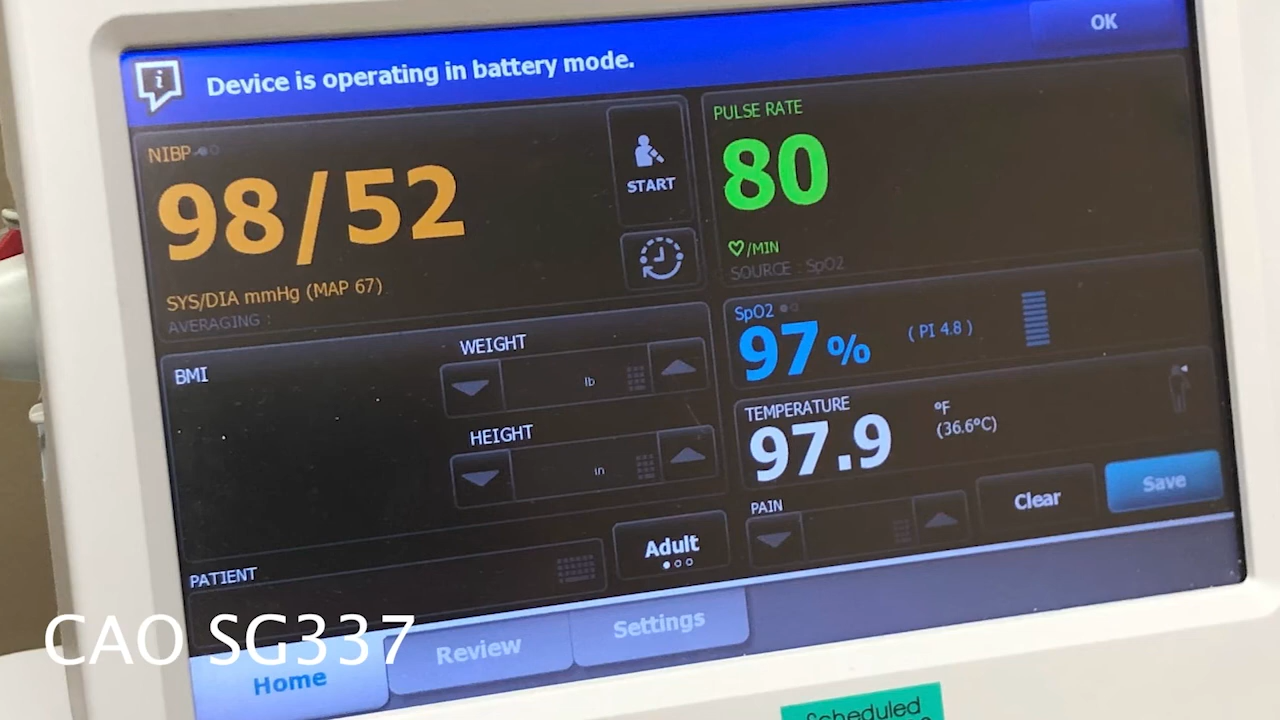 Device is operating in battery mode.
OK
NIBP
98/52
SYS/DIA mmHg (MAP 67)
AVERAGING :
START
PULSE RATE
80
/MIN
SOURCE : SpO2
SpO2
97%
( PI 4.8 )
TEMPERATURE
97.9
°F
(36.6°C)
BMI
WEIGHT
lb
HEIGHT
in
PAIN
Clear
Save
PATIENT
Adult
Home
Review
Settings
CAO SG337
Scheduled